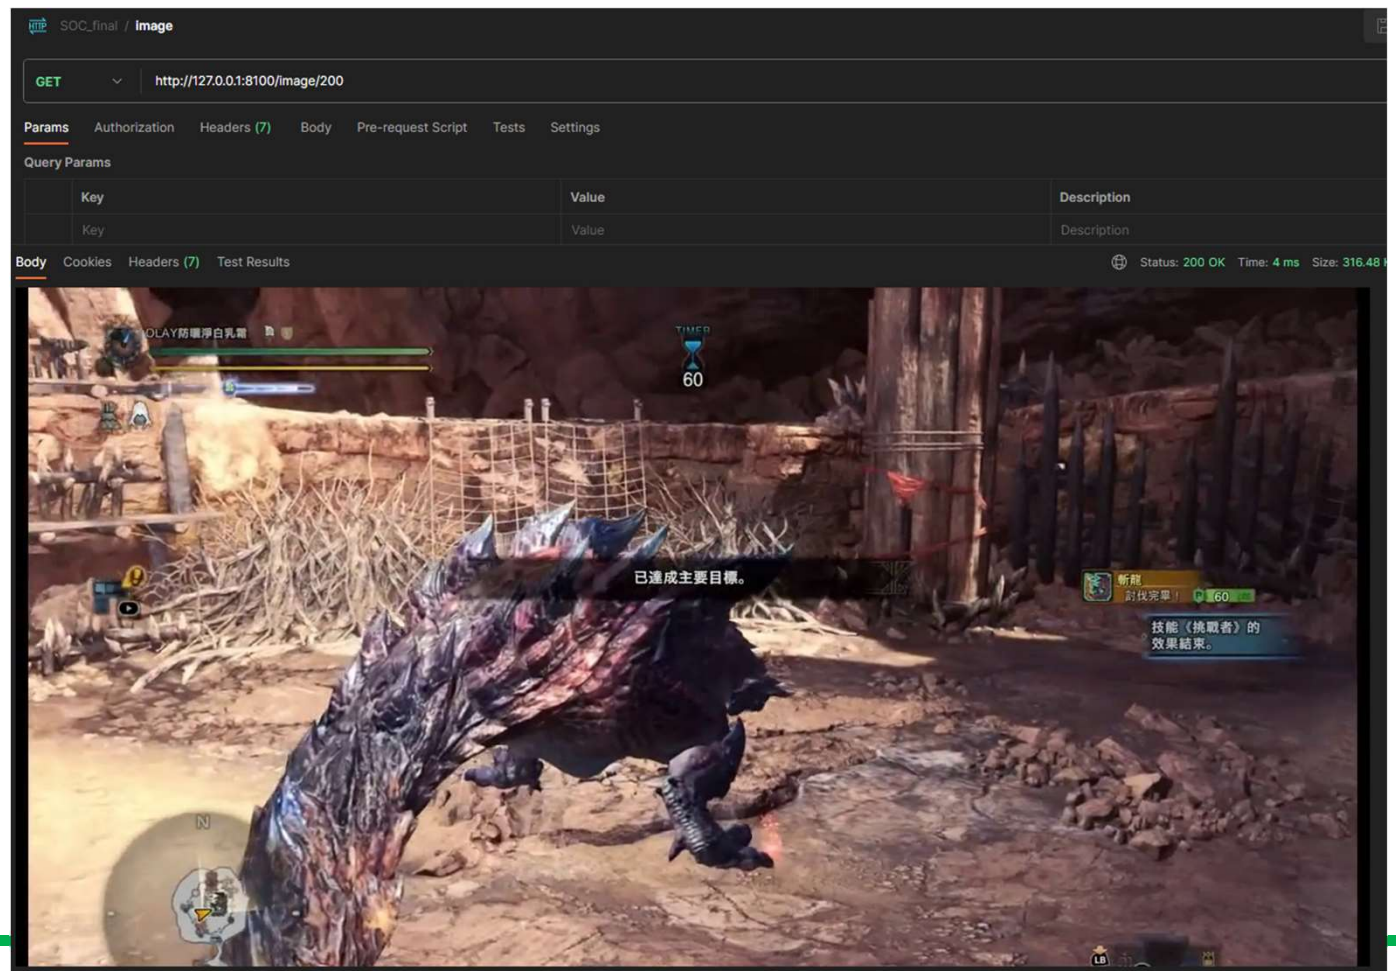 HTTP SOC_final / image
GET http://127.0.0.1:8100/image/200
Params Authorization Headers (7) Body Pre-request Script Tests Settings
Query Params
Key Value Description
Key Value Description
Body Cookies Headers (7) Test Results Status: 200 OK Time: 4 ms Size: 316.48
OLAY防曬淨白乳霜
TIMER
60
已達成主要目標。
斬龍
討伐完畢！ 60
技能《挑戰者》的
效果結束。
N
LB